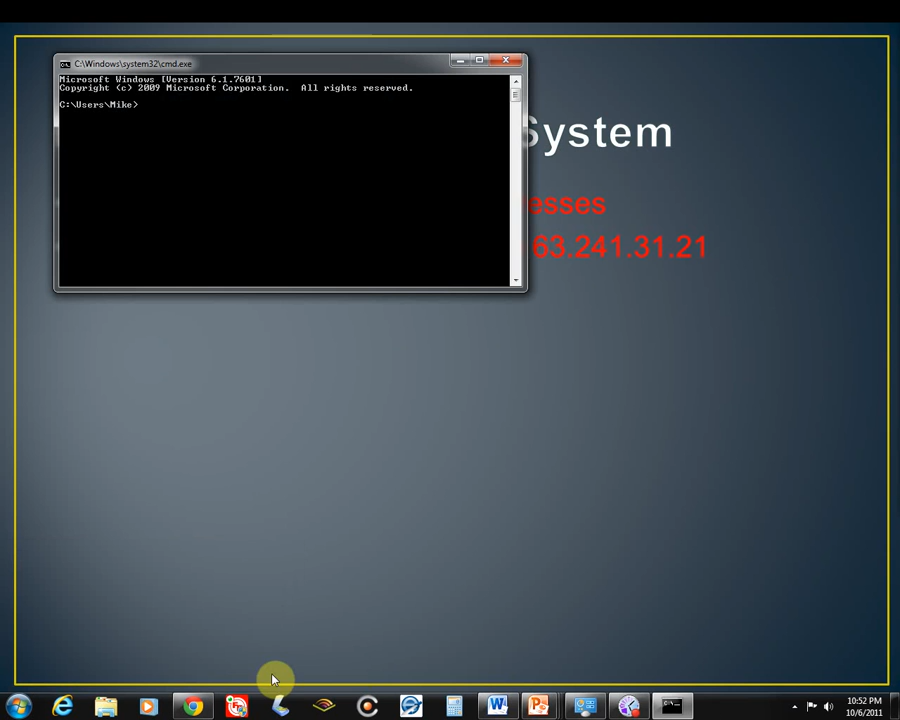 C:\Windows\system32\cmd.exe
Microsoft Windows [Version 6.1.7601]
Copyright (c) 2009 Microsoft Corporation.  All rights reserved.
C:\Users\Mike>
System
esses
63.241.31.21
10:52 PM
10/6/2011